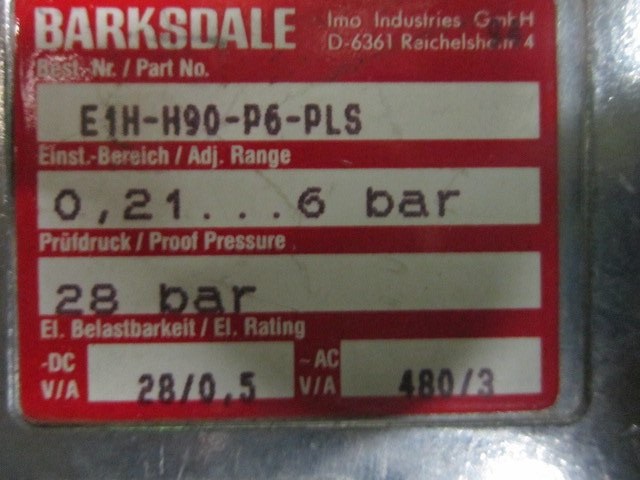 BARKSDALE
Imo Industries GmbH
D-6361 Reichelsheim 4
Best.-Nr. / Part No.
E1H-H90-P6-PLS
Einst.-Bereich / Adj. Range
0,21...6 bar
Prüfdruck / Proof Pressure
28 bar
El. Belastbarkeit / El. Rating
-DC V/A 28/0,5 ~AC V/A 480/3